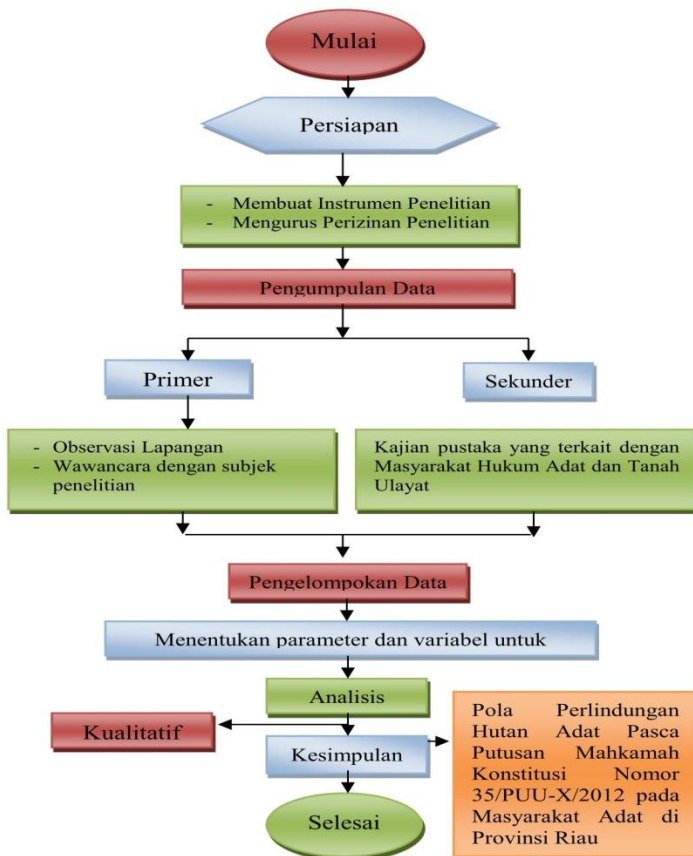 Mulai
Persiapan
- Membuat Instrumen Penelitian
- Mengurus Perizinan Penelitian
Pengumpulan Data
Primer
Sekunder
- Observasi Lapangan
- Wawancara dengan subjek
penelitian
Kajian pustaka yang terkait dengan
Masyarakat Hukum Adat dan Tanah
Ulayat
Pengelompokan Data
Menentukan parameter dan variabel untuk
Analisis
Kualitatif
Kesimpulan
Pola Perlindungan
Hutan Adat Pasca
Putusan Mahkamah
Konstitusi Nomor
35/PUU-X/2012 pada
Masyarakat Adat di
Provinsi Riau
Selesai